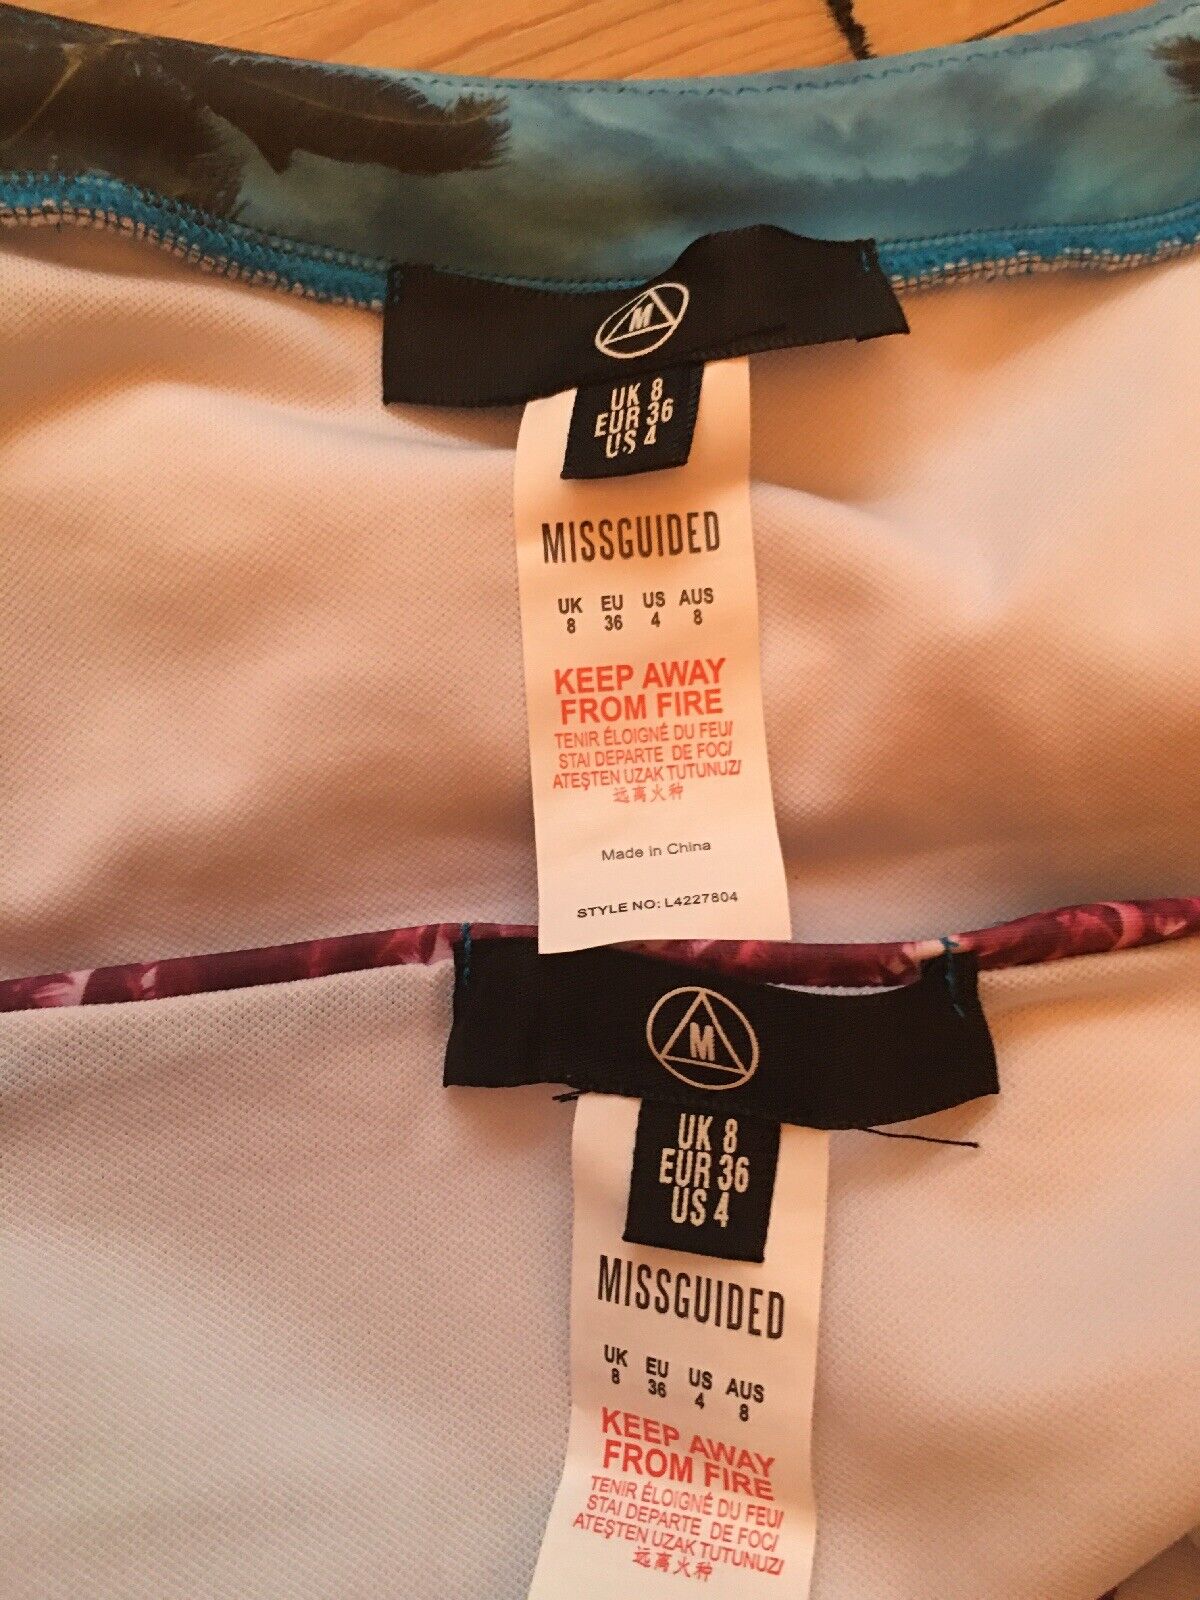 M
UK 8
EUR 36
US 4
MISSGUIDED
UK EU US AUS
8 36 4 8
KEEP AWAY
FROM FIRE
TENIR ÉLOIGNÉ DU FEU/
STAI DEPARTE DE FOC/
ATEȘTEN UZAK TUTUNUZ/
远离火种
Made in China
STYLE NO: L4227804
M
UK 8
EUR 36
US 4
MISSGUIDED
UK EU US AUS
8 36 4 8
KEEP AWAY
FROM FIRE
TENIR ÉLOIGNÉ DU FEU/
STAI DEPARTE DE FOC/
ATEȘTEN UZAK TUTUNUZ/
远离火种